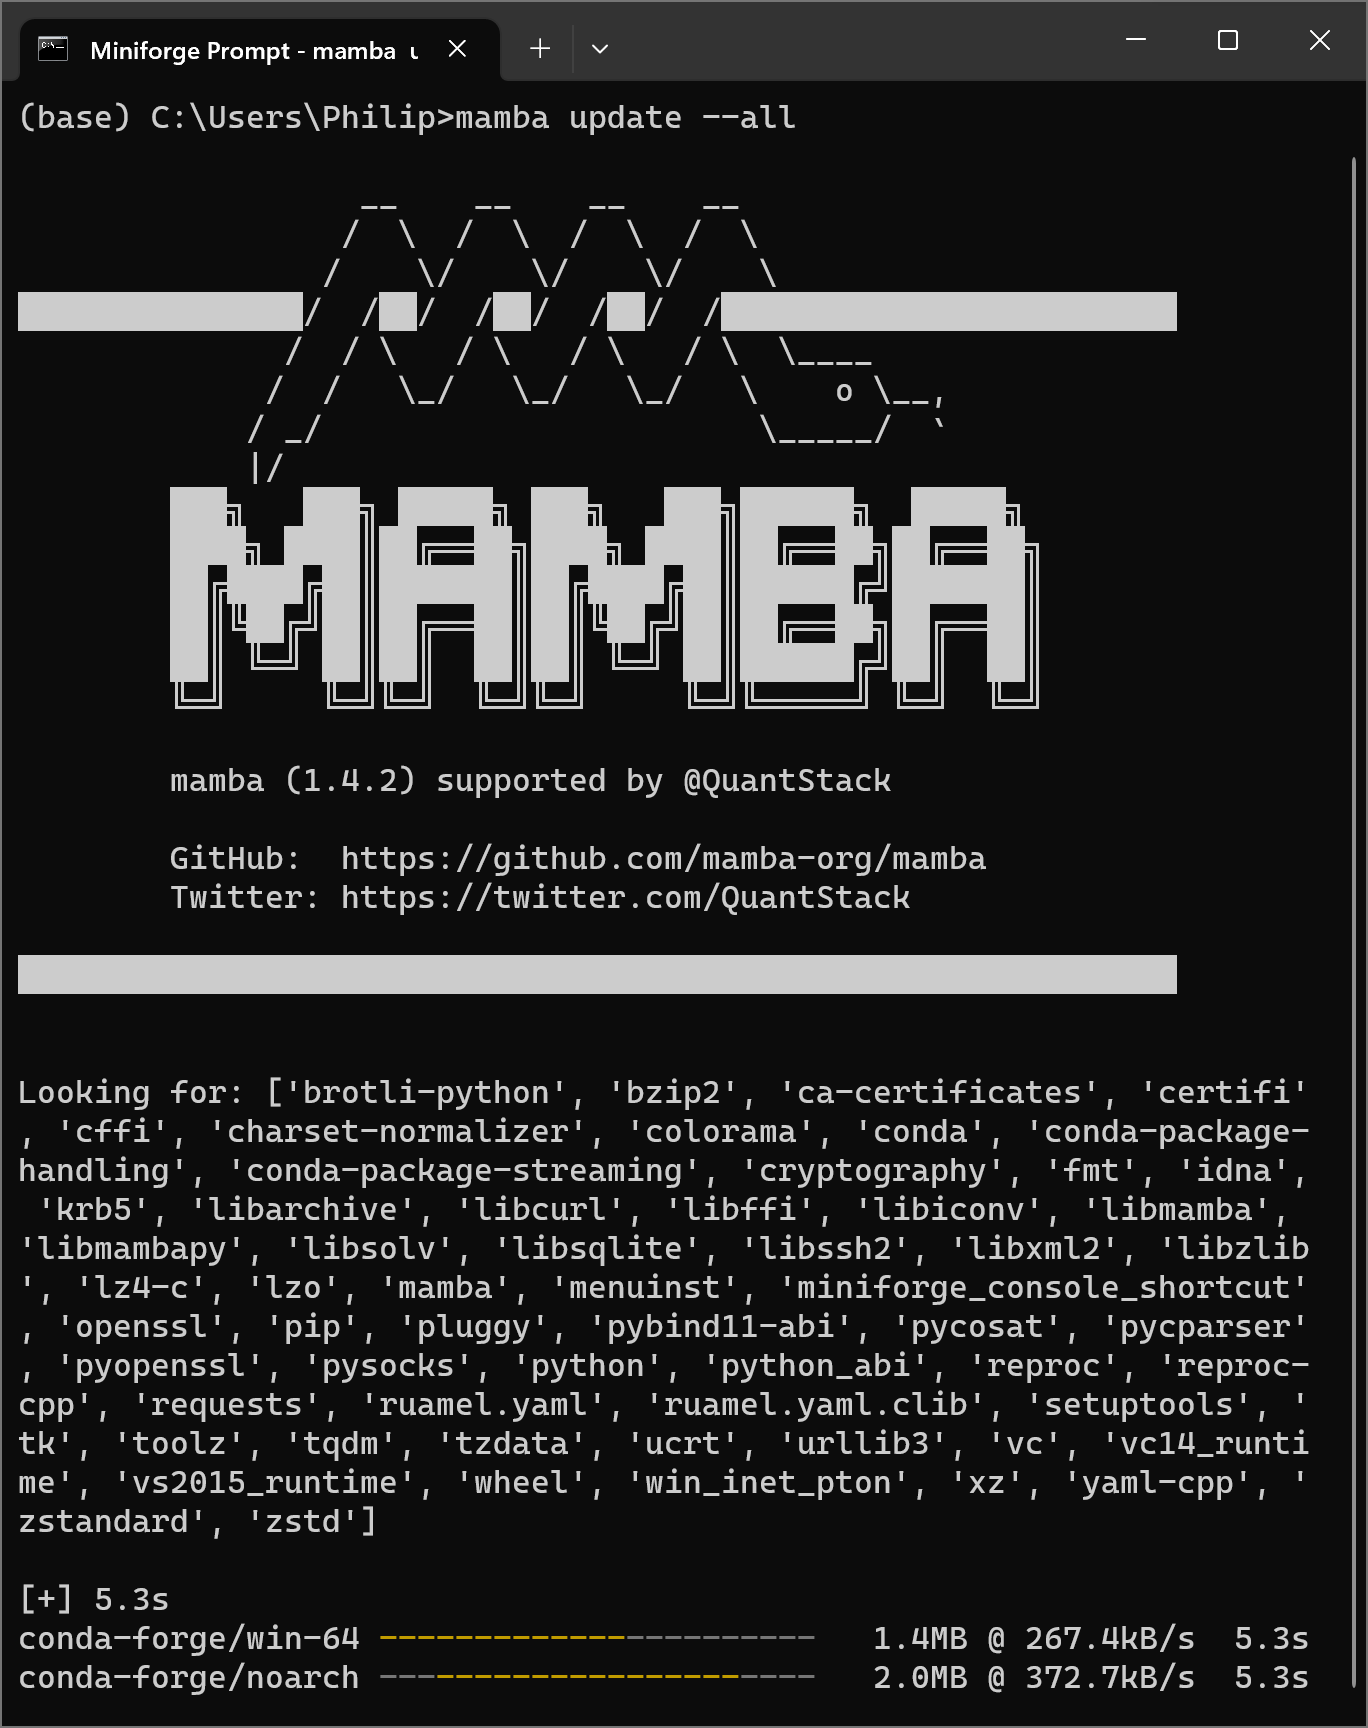 Miniforge Prompt - mamba u
(base) C:\Users\Philip>mamba update --all
MAMBA
mamba (1.4.2) supported by @QuantStack
GitHub:  https://github.com/mamba-org/mamba
Twitter: https://twitter.com/QuantStack
Looking for: ['brotli-python', 'bzip2', 'ca-certificates', 'certifi'
, 'cffi', 'charset-normalizer', 'colorama', 'conda', 'conda-package-
handling', 'conda-package-streaming', 'cryptography', 'fmt', 'idna',
 'krb5', 'libarchive', 'libcurl', 'libffi', 'libiconv', 'libmamba',
'libmambapy', 'libsolv', 'libsqlite', 'libssh2', 'libxml2', 'libzlib
', 'lz4-c', 'lzo', 'mamba', 'menuinst', 'miniforge_console_shortcut'
, 'openssl', 'pip', 'pluggy', 'pybind11-abi', 'pycosat', 'pycparser'
, 'pyopenssl', 'pysocks', 'python', 'python_abi', 'reproc', 'reproc-
cpp', 'requests', 'ruamel.yaml', 'ruamel.yaml.clib', 'setuptools', '
tk', 'toolz', 'tqdm', 'tzdata', 'ucrt', 'urllib3', 'vc', 'vc14_runti
me', 'vs2015_runtime', 'wheel', 'win_inet_pton', 'xz', 'yaml-cpp', '
zstandard', 'zstd']
[+] 5.3s
conda-forge/win-64 1.4MB @ 267.4kB/s 5.3s
conda-forge/noarch 2.0MB @ 372.7kB/s 5.3s